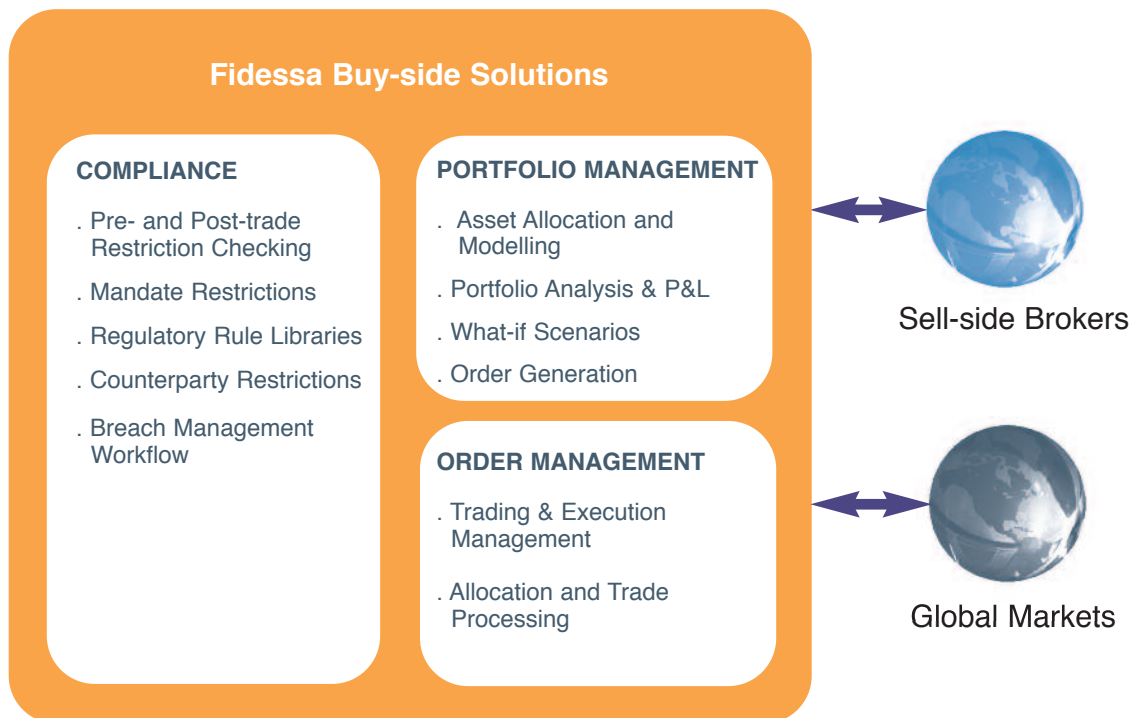 Fidessa Buy-side Solutions
COMPLIANCE
. Pre- and Post-trade
Restriction Checking
. Mandate Restrictions
. Regulatory Rule Libraries
. Counterparty Restrictions
. Breach Management
Workflow
PORTFOLIO MANAGEMENT
. Asset Allocation and
Modelling
. Portfolio Analysis & P&L
. What-if Scenarios
. Order Generation
ORDER MANAGEMENT
. Trading & Execution
Management
. Allocation and Trade
Processing
Sell-side Brokers
Global Markets